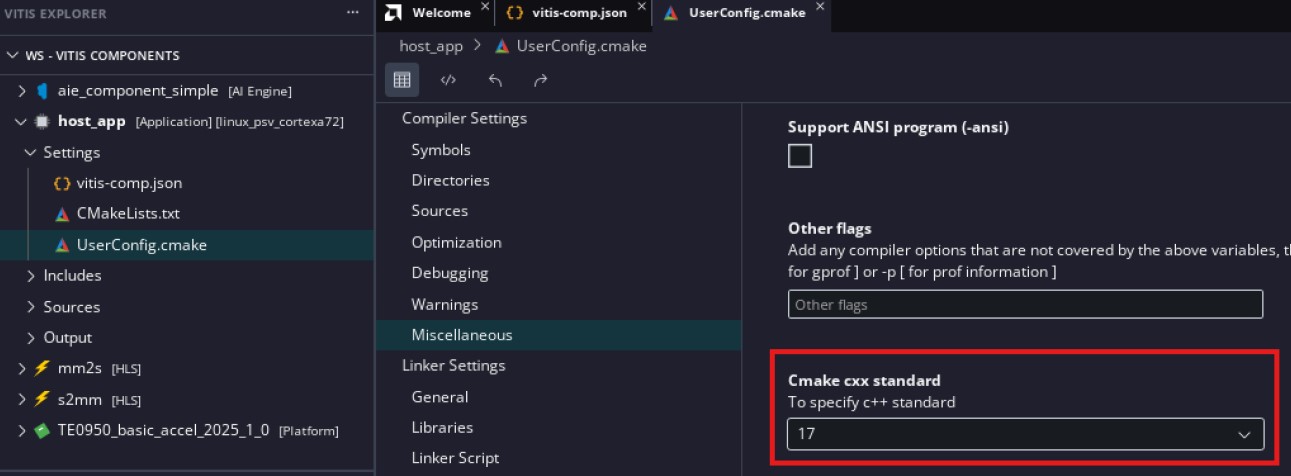 VITIS EXPLORER
WS - VITIS COMPONENTS
aie_component_simple [AI Engine]
host_app [Application] [linux_psv_cortexa72]
Settings
vitis-comp.json
CMakeLists.txt
UserConfig.cmake
Includes
Sources
Output
mm2s [HLS]
s2mm [HLS]
TE0950_basic_accel_2025_1_0 [Platform]
Welcome
vitis-comp.json
UserConfig.cmake
host_app > UserConfig.cmake
Compiler Settings
Symbols
Directories
Sources
Optimization
Debugging
Warnings
Miscellaneous
Linker Settings
General
Libraries
Linker Script
Support ANSI program (-ansi)
Other flags
Add any compiler options that are not covered by the above variables, th
for gprof ] or -p [ for prof information ]
Other flags
Cmake cxx standard
To specify c++ standard
17